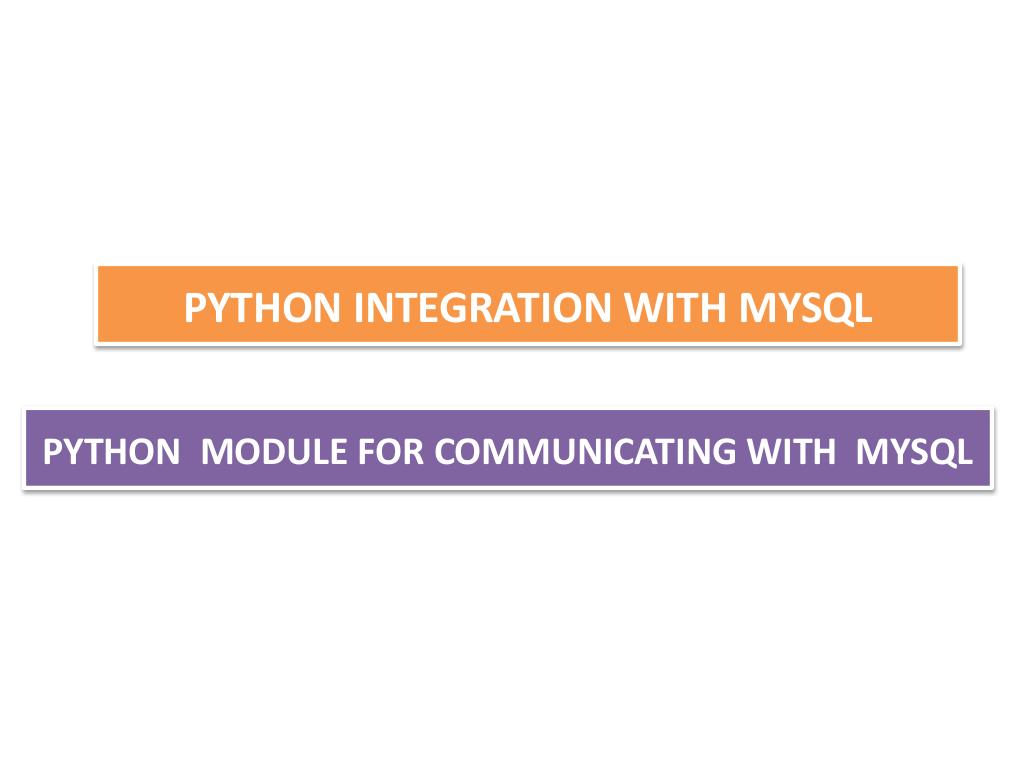 PYTHON INTEGRATION WITH MYSQL
PYTHON  MODULE FOR COMMUNICATING WITH  MYSQL